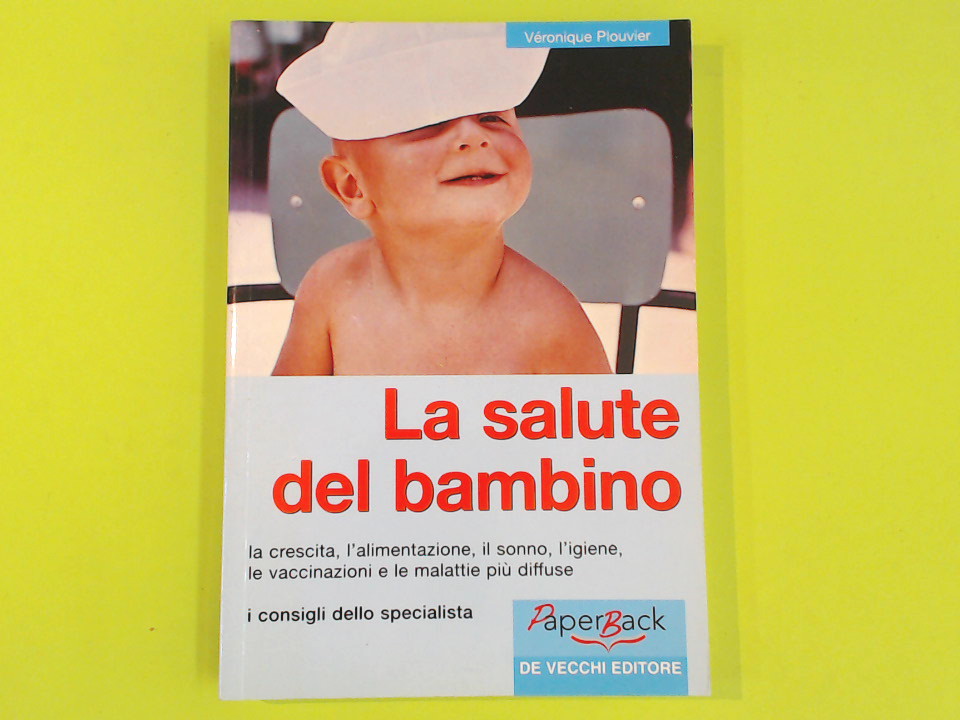 Véronique Plouvier
La salute
del bambino
la crescita, l'alimentazione, il sonno, l'igiene,
le vaccinazioni e le malattie più diffuse
i consigli dello specialista
PaperBack
DE VECCHI EDITORE